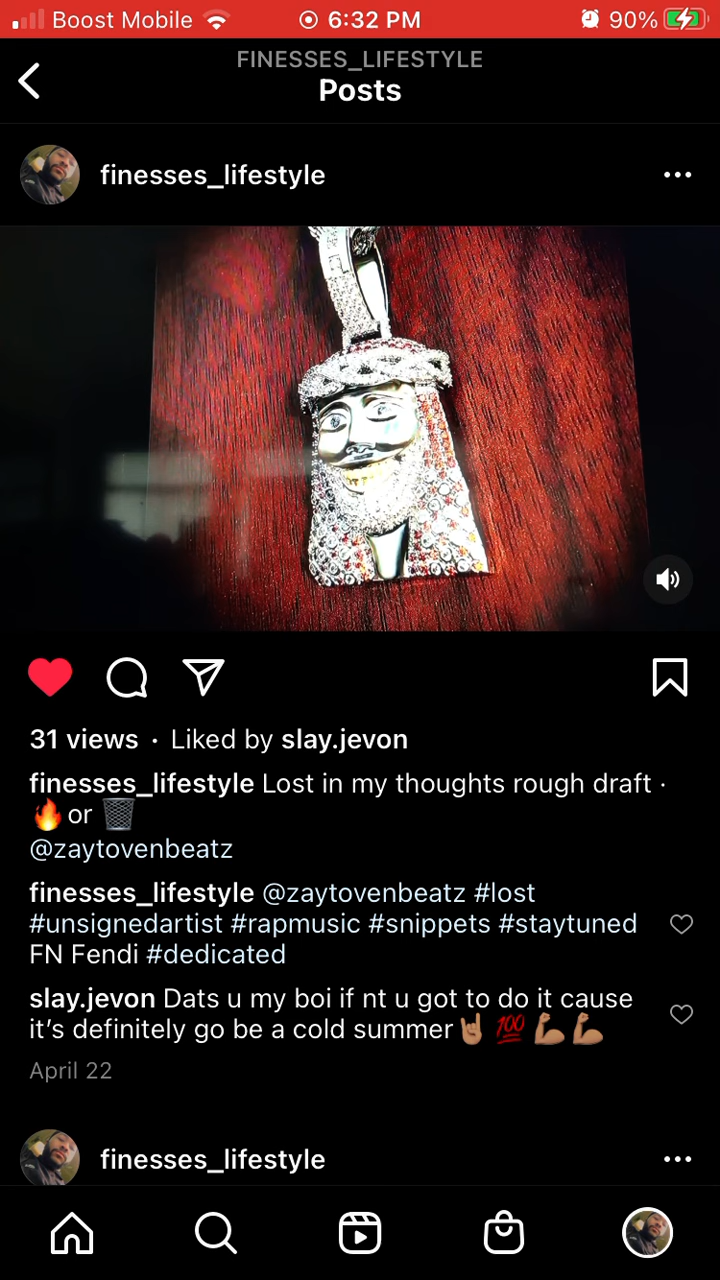 Boost Mobile 6:32 PM 90%
FINESSES_LIFESTYLE
Posts
finesses_lifestyle
31 views · Liked by slay.jevon
finesses_lifestyle Lost in my thoughts rough draft ·
🔥 or 🗑️
@zaytovenbeatz
finesses_lifestyle @zaytovenbeatz #lost
#unsignedartist #rapmusic #snippets #staytuned
FN Fendi #dedicated
slay.jevon Dats u my boi if nt u got to do it cause
it’s definitely go be a cold summer🤘🏽 💯 💪🏽 💪🏽
April 22
finesses_lifestyle